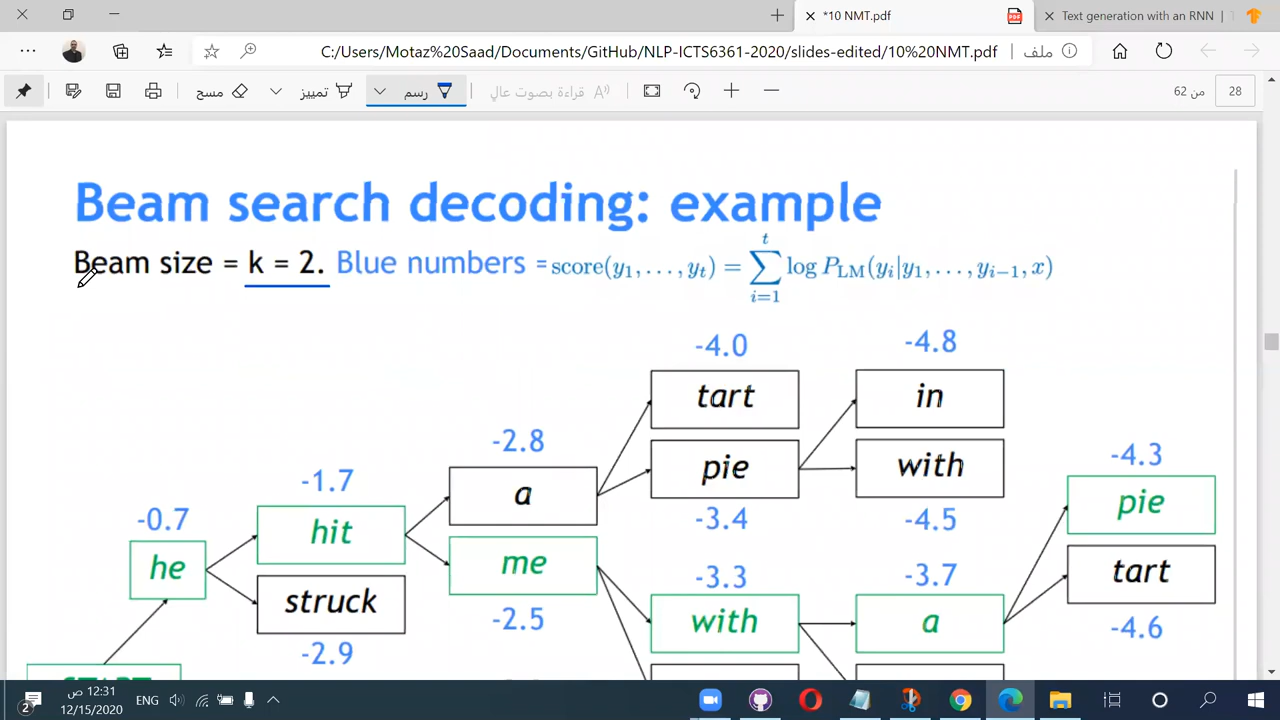 *10 NMT.pdf
Text generation with an RNN | T
C:/Users/Motaz%20Saad/Documents/GitHub/NLP-ICTS6361-2020/slides-edited/10%20NMT.pdf
ملف
مسح
تمييز
رسم
قراءة بصوت عالٍ
من 62
28
Beam search decoding: example
Beam size = k = 2. Blue numbers = score(y₁, . . . , yₜ) = ∑ᵢ₌₁ᵗ log P_LM(yᵢ|y₁, . . . , yᵢ₋₁, x)
-4.0
-4.8
tart
in
-2.8
-4.3
pie
with
-1.7
a
pie
-0.7
hit
-3.4
-4.5
he
me
-3.3
-3.7
tart
struck
-2.5
with
a
-4.6
-2.9
12:31 ص
12/15/2020
ENG
2